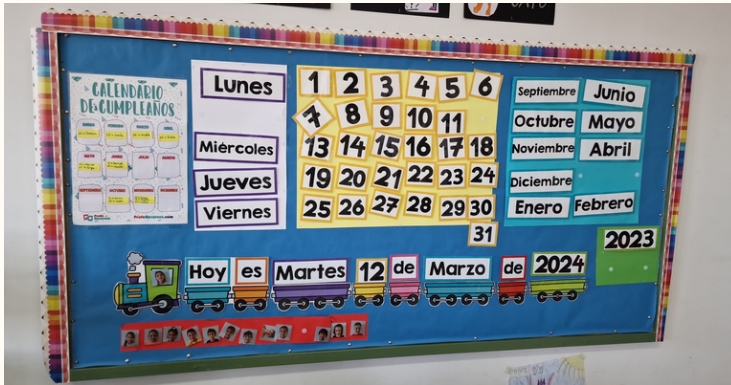 CALENDARIO
DE CUMPLEAÑOS
Lunes
Miércoles
Jueves
Viernes
1 2 3 4 5 6
7 8 9 10 11
13 14 15 16 17 18
19 20 21 22 23 24
25 26 27 28 29 30
31
Septiembre Junio
Octubre Mayo
Noviembre Abril
Diciembre
Enero Febrero
2023
Hoy es Martes 12 de Marzo de 2024